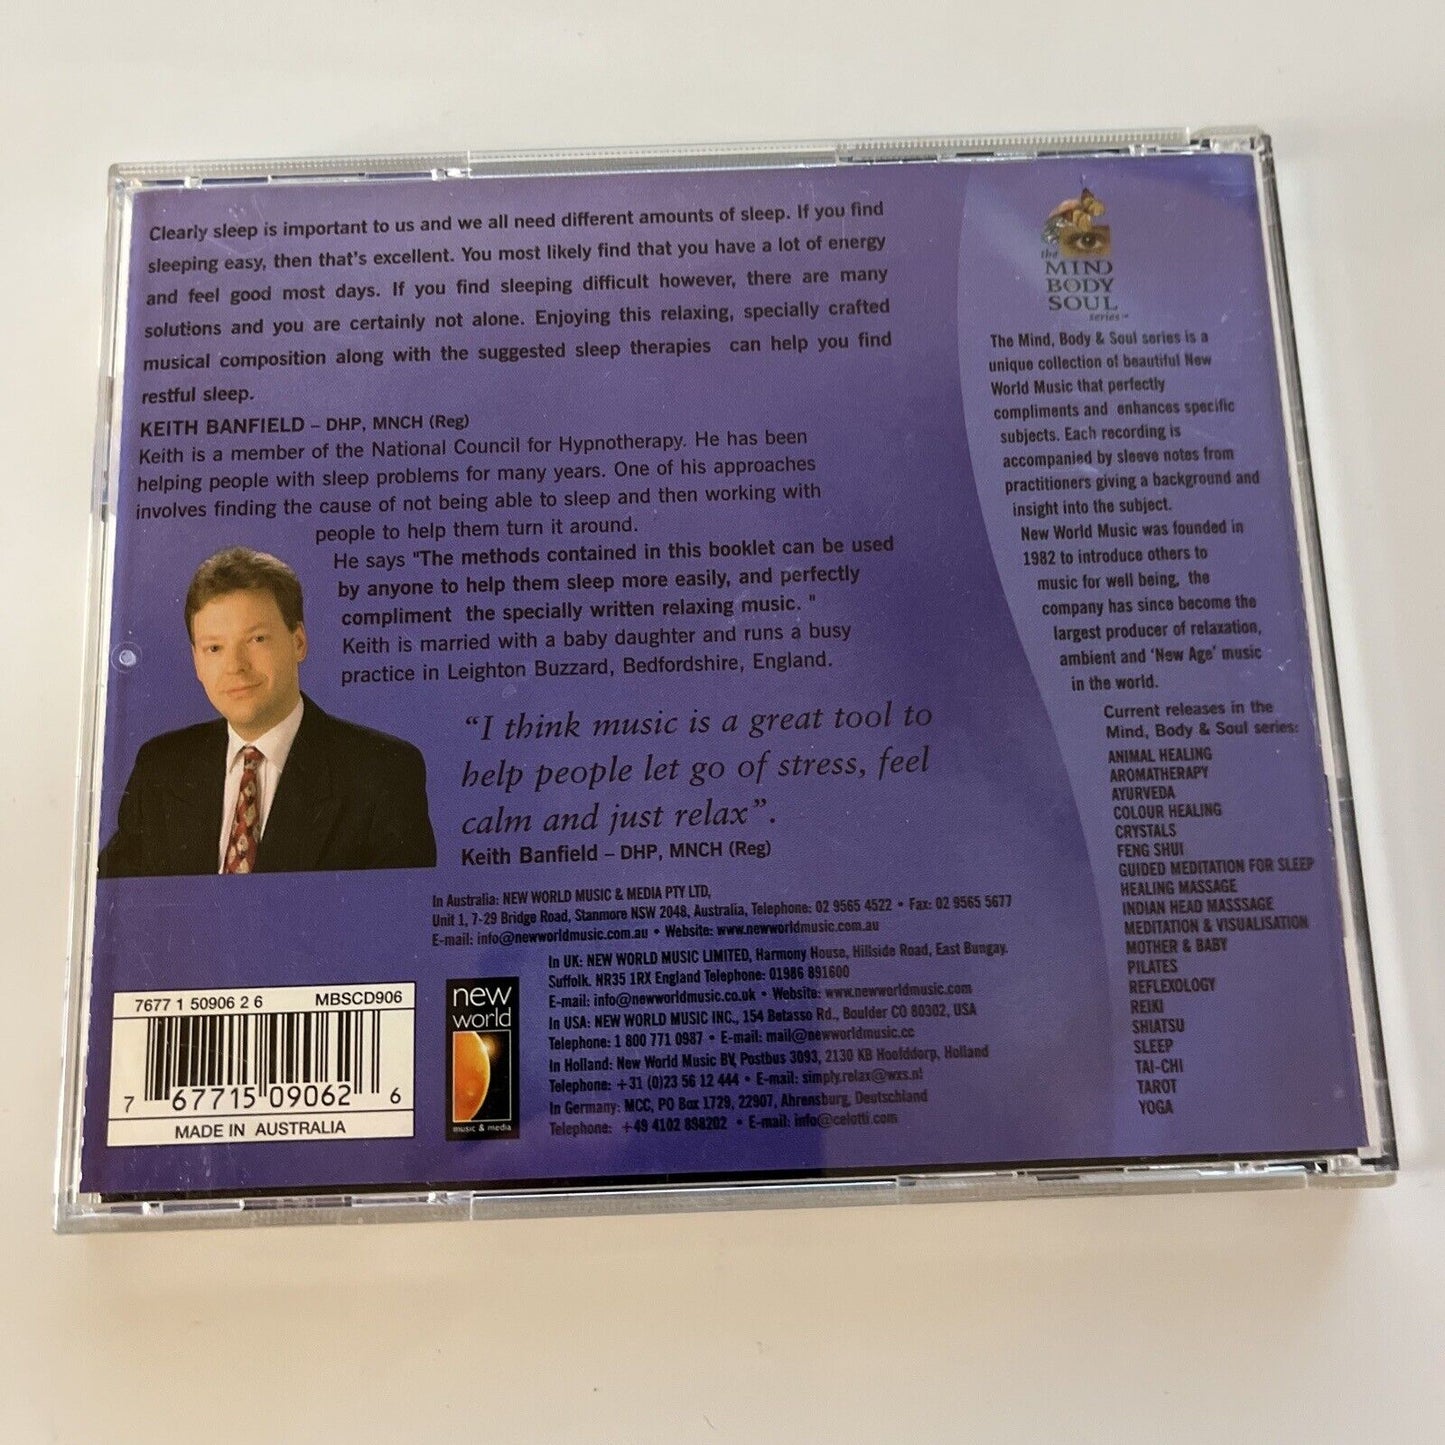 Clearly sleep is important to us and we all need different amounts of sleep. If you find
sleeping easy, then that's excellent. You most likely find that you have a lot of energy
and feel good most days. If you find sleeping difficult however, there are many
solutions and you are certainly not alone. Enjoying this relaxing, specially crafted
musical composition along with the suggested sleep therapies can help you find
restful sleep.
KEITH BANFIELD – DHP, MNCH (Reg)
Keith is a member of the National Council for Hypnotherapy. He has been
helping people with sleep problems for many years. One of his approaches
involves finding the cause of not being able to sleep and then working with
people to help them turn it around.
He says "The methods contained in this booklet can be used
by anyone to help them sleep more easily, and perfectly
compliment the specially written relaxing music. "
Keith is married with a baby daughter and runs a busy
practice in Leighton Buzzard, Bedfordshire, England.
“I think music is a great tool to
help people let go of stress, feel
calm and just relax”.
Keith Banfield – DHP, MNCH (Reg)
In Australia: NEW WORLD MUSIC & MEDIA PTY LTD,
Unit 1, 7-29 Bridge Road, Stanmore NSW 2048, Australia, Telephone: 02 9565 4522 • Fax: 02 9565 5677
E-mail: info@newworldmusic.com.au • Website: www.newworldmusic.com.au
In UK: NEW WORLD MUSIC LIMITED, Harmony House, Hillside Road, East Bungay.
Suffolk. NR35 1RX England Telephone: 01986 891600
E-mail: info@newworldmusic.co.uk • Website: www.newworldmusic.com
In USA: NEW WORLD MUSIC INC., 154 Betasso Rd., Boulder CO 80302, USA
Telephone: 1 800 771 0987 • E-mail: mail@newworldmusic.cc
In Holland: New World Music BV, Postbus 3093, 2130 KB Hoofddorp, Holland
Telephone: +31 (0)23 56 12 444 • E-mail: simply.relax@wxs.nl
In Germany: MCC, PO Box 1729, 22907, Ahrensburg, Deutschland
Telephone: +49 4102 898202 • E-mail: info@celotti.com
7677 1 50906 2 6 MBSCD906
7 67715 09062 6
MADE IN AUSTRALIA
new
world
music & media
the
MIND
BODY
SOUL
series™
The Mind, Body & Soul series is a
unique collection of beautiful New
World Music that perfectly
compliments and enhances specific
subjects. Each recording is
accompanied by sleeve notes from
practitioners giving a background and
insight into the subject.
New World Music was founded in
1982 to introduce others to
music for well being, the
company has since become the
largest producer of relaxation,
ambient and ‘New Age’ music
in the world.
Current releases in the
Mind, Body & Soul series:
ANIMAL HEALING
AROMATHERAPY
AYURVEDA
COLOUR HEALING
CRYSTALS
FENG SHUI
GUIDED MEDITATION FOR SLEEP
HEALING MASSAGE
INDIAN HEAD MASSSAGE
MEDITATION & VISUALISATION
MOTHER & BABY
PILATES
REFLEXOLOGY
REIKI
SHIATSU
SLEEP
TAI-CHI
TAROT
YOGA